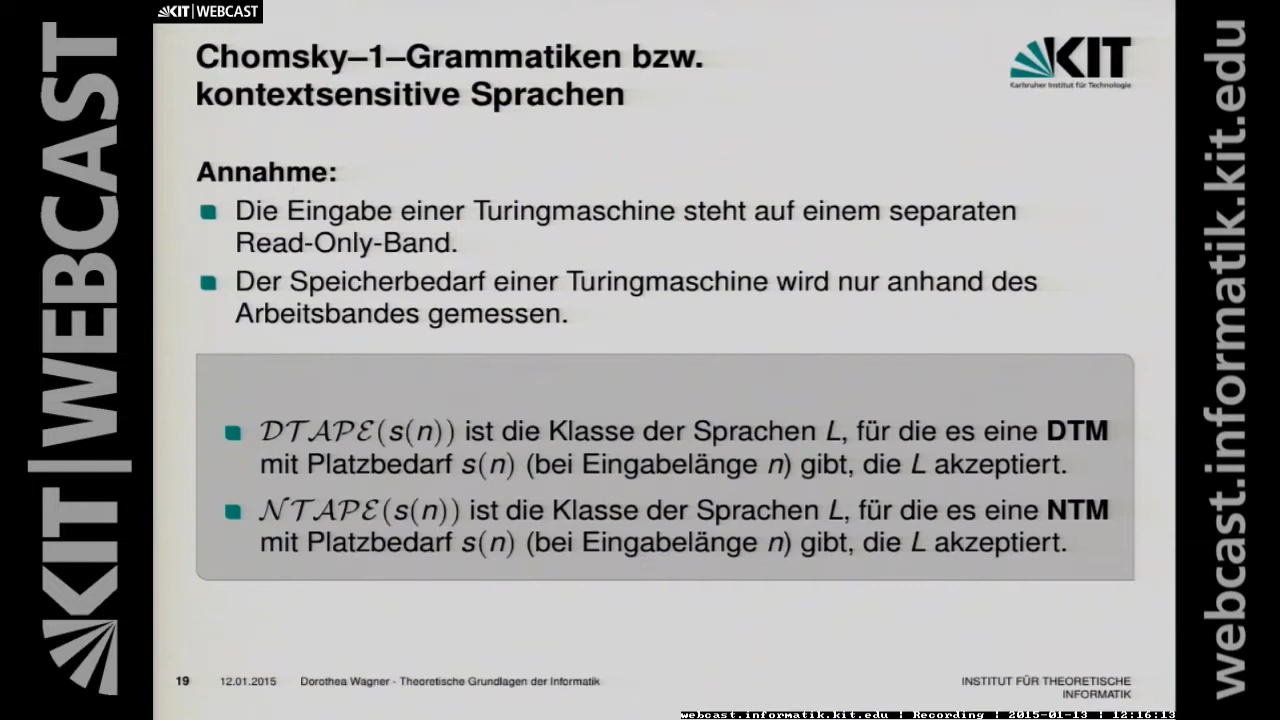 KIT | WEBCAST
Chomsky–1–Grammatiken bzw.
kontextsensitive Sprachen
KIT
Karlsruher Institut für Technologie
Annahme:
Die Eingabe einer Turingmaschine steht auf einem separaten
Read-Only-Band.
Der Speicherbedarf einer Turingmaschine wird nur anhand des
Arbeitsbandes gemessen.
𝒟𝒯𝒜𝒫ℰ(s(n)) ist die Klasse der Sprachen L, für die es eine DTM
mit Platzbedarf s(n) (bei Eingabelänge n) gibt, die L akzeptiert.
𝒩𝒯𝒜𝒫ℰ(s(n)) ist die Klasse der Sprachen L, für die es eine NTM
mit Platzbedarf s(n) (bei Eingabelänge n) gibt, die L akzeptiert.
19 12.01.2015 Dorothea Wagner - Theoretische Grundlagen der Informatik
INSTITUT FÜR THEORETISCHE
INFORMATIK
webcast.informatik.kit.edu | Recording | 2015-01-13 | 12:16:13
KIT | WEBCAST
webcast.informatik.kit.edu